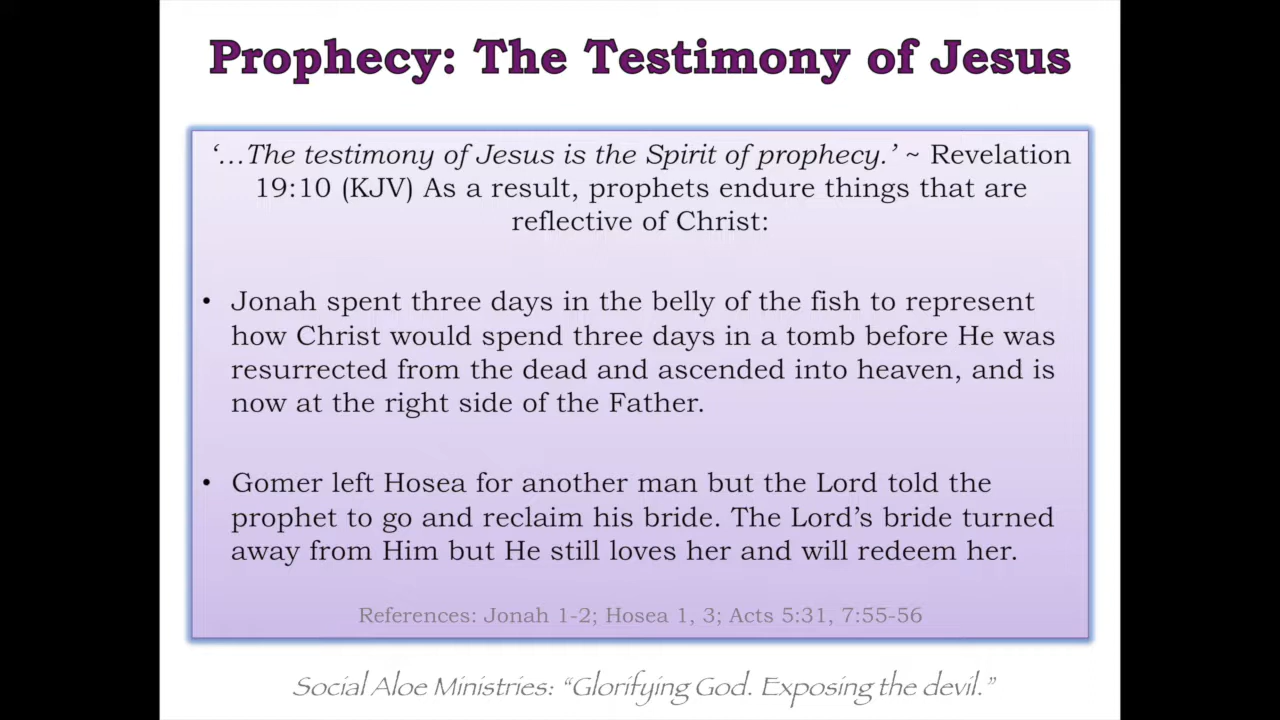 Prophecy: The Testimony of Jesus
‘...The testimony of Jesus is the Spirit of prophecy.’ ~ Revelation
19:10 (KJV) As a result, prophets endure things that are
reflective of Christ:
• Jonah spent three days in the belly of the fish to represent
how Christ would spend three days in a tomb before He was
resurrected from the dead and ascended into heaven, and is
now at the right side of the Father.
• Gomer left Hosea for another man but the Lord told the
prophet to go and reclaim his bride. The Lord’s bride turned
away from Him but He still loves her and will redeem her.
References: Jonah 1-2; Hosea 1, 3; Acts 5:31, 7:55-56
Social Aloe Ministries: “Glorifying God. Exposing the devil.”